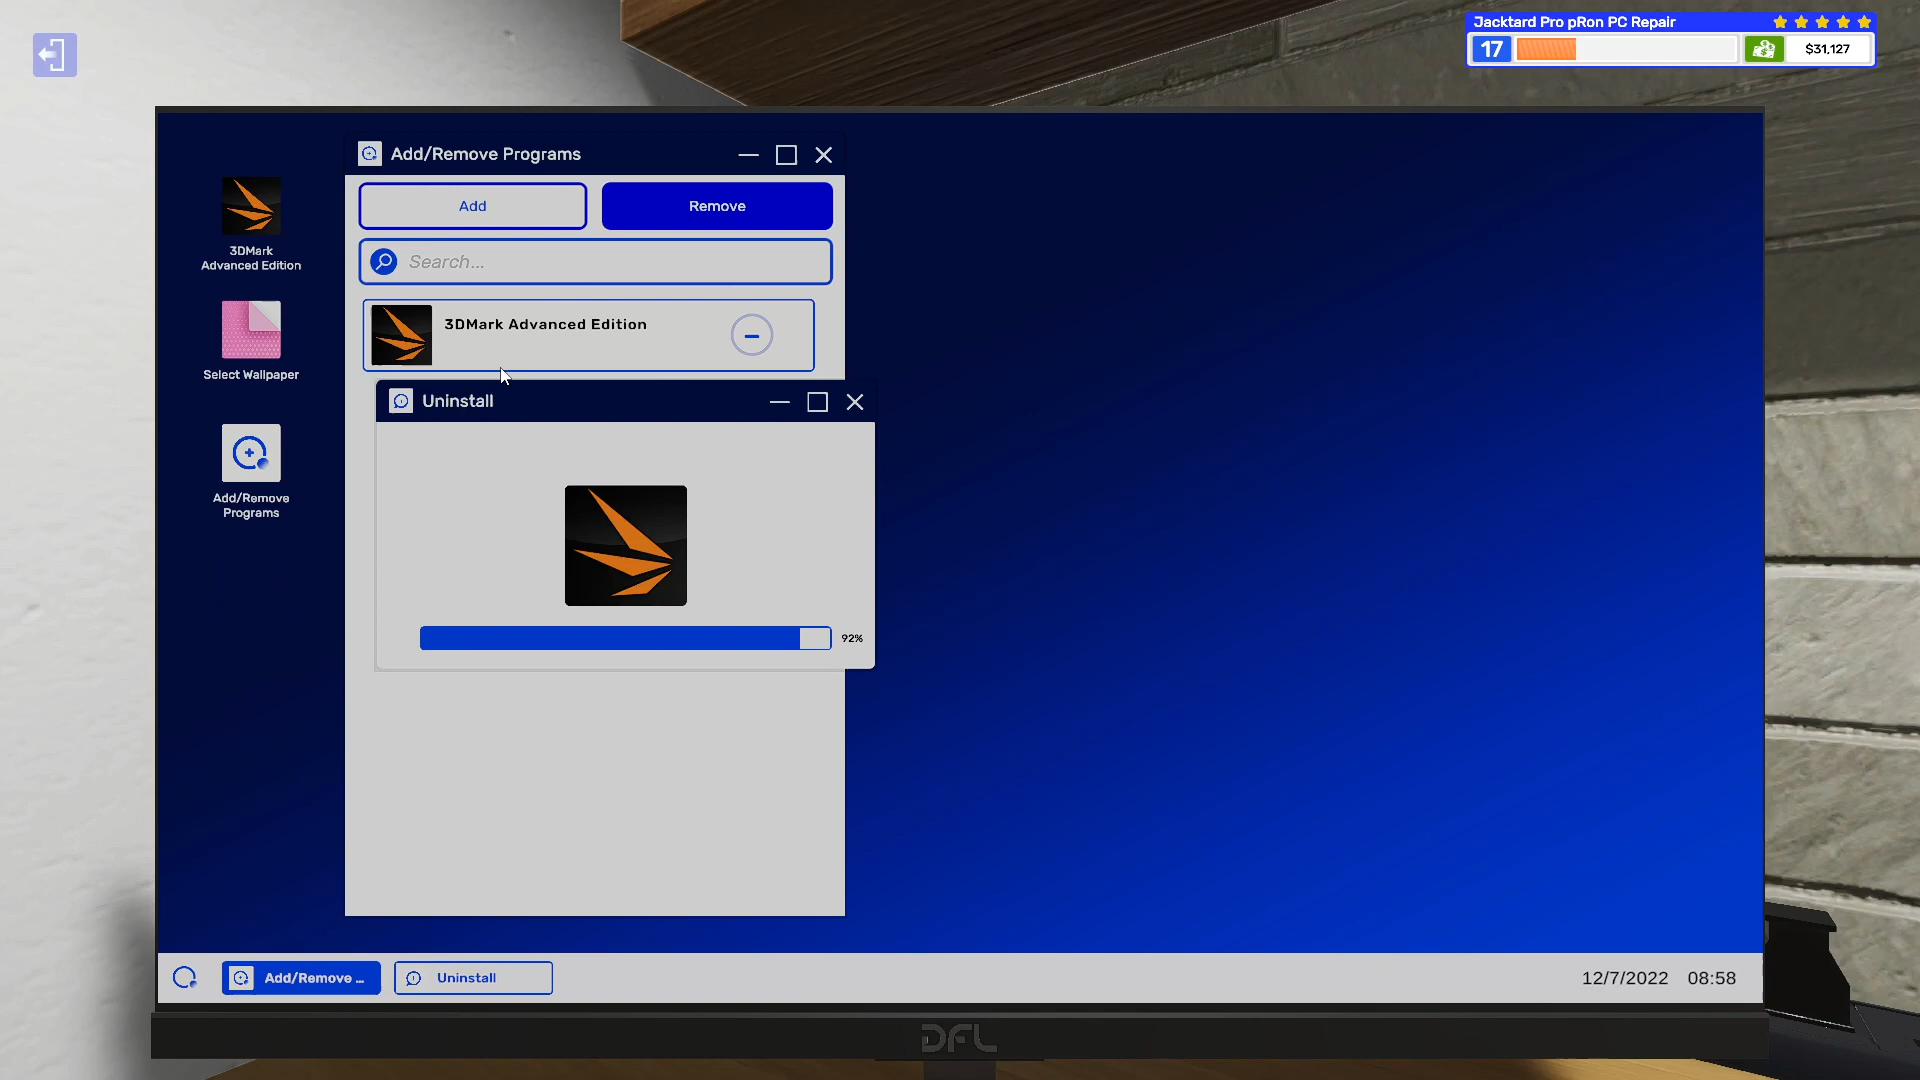 Jacktard Pro pRon PC Repair
17
$31,127
Add/Remove Programs
Add
Remove
Search...
3DMark Advanced Edition
3DMark
Advanced Edition
Select Wallpaper
Add/Remove
Programs
Uninstall
92%
Add/Remove ...
Uninstall
12/7/2022 08:58
DFL